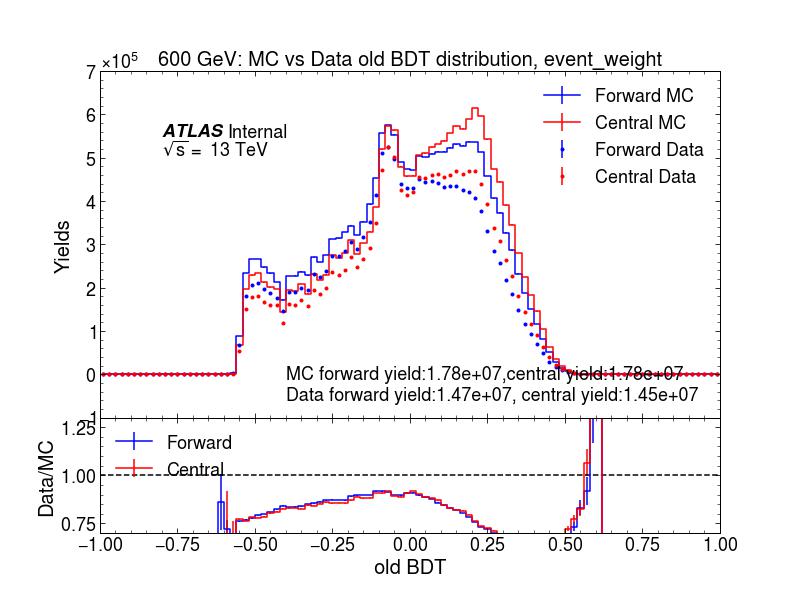 ×10⁵ 600 GeV: MC vs Data old BDT distribution, event_weight
7
6
5
4
3
2
1
0
−1
Yields
ATLAS Internal
√s = 13 TeV
Forward MC
Central MC
Forward Data
Central Data
MC forward yield:1.78e+07,central yield:1.78e+07
Data forward yield:1.47e+07, central yield:1.45e+07
1.25
1.00
0.75
Data/MC
Forward
Central
−1.00 −0.75 −0.50 −0.25 0.00 0.25 0.50 0.75 1.00
old BDT